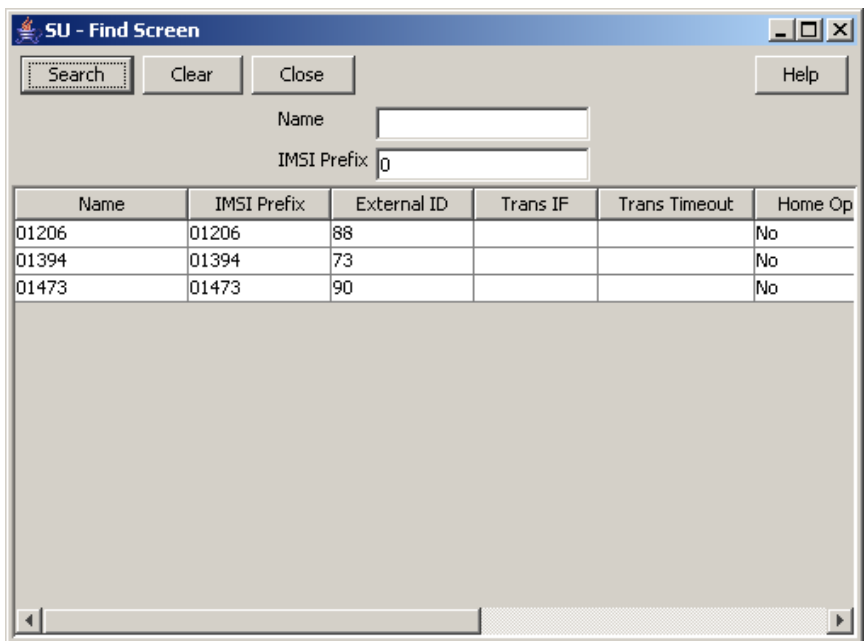 SU - Find Screen
Search Clear Close Help
Name
IMSI Prefix 0
Name IMSI Prefix External ID Trans IF Trans Timeout Home Op
01206 01206 88 No
01394 01394 73 No
01473 01473 90 No